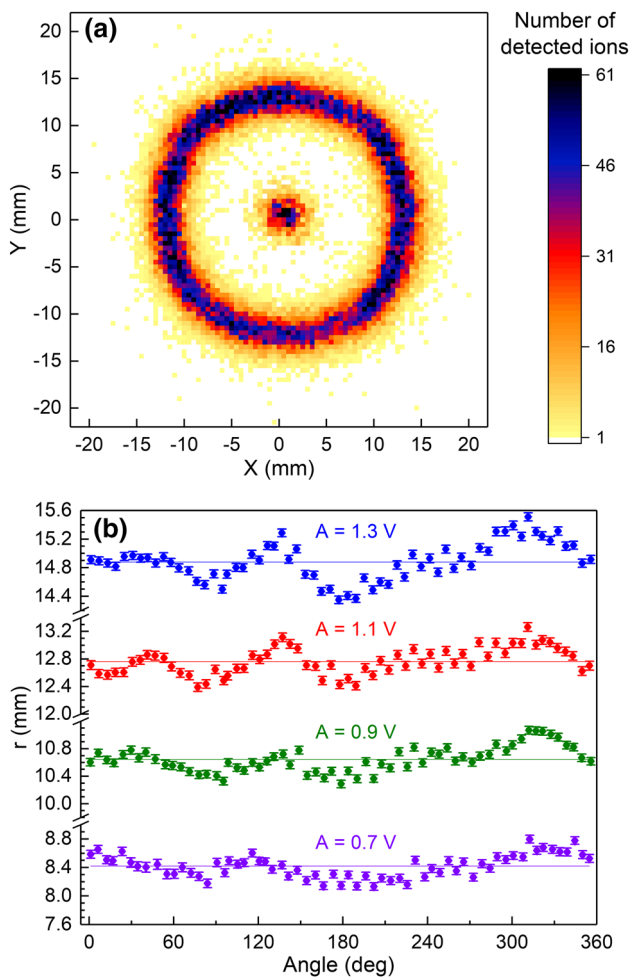 (a)
Number of
detected ions
20
15
10
5
0
-5
-10
-15
-20
Y (mm)
-20 -15 -10 -5 0 5 10 15 20
X (mm)
61
46
31
16
1
(b)
15.6
15.2
14.8
14.4
13.2
12.8
12.4
12.0
10.8
10.4
10.0
8.8
8.4
8.0
7.6
r (mm)
A = 1.3 V
A = 1.1 V
A = 0.9 V
A = 0.7 V
0 60 120 180 240 300 360
Angle (deg)